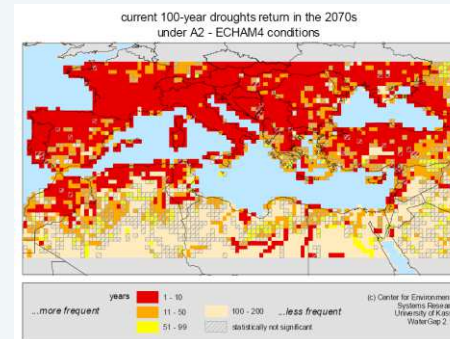 current 100-year droughts return in the 2070s
under A2 - ECHAM4 conditions
years
...more frequent
1 - 10
11 - 50
51 - 99
100 - 200
...less frequent
statistically not significant
(c) Center for Environmen
Systems Resear
University of Kass
WaterGap 2.